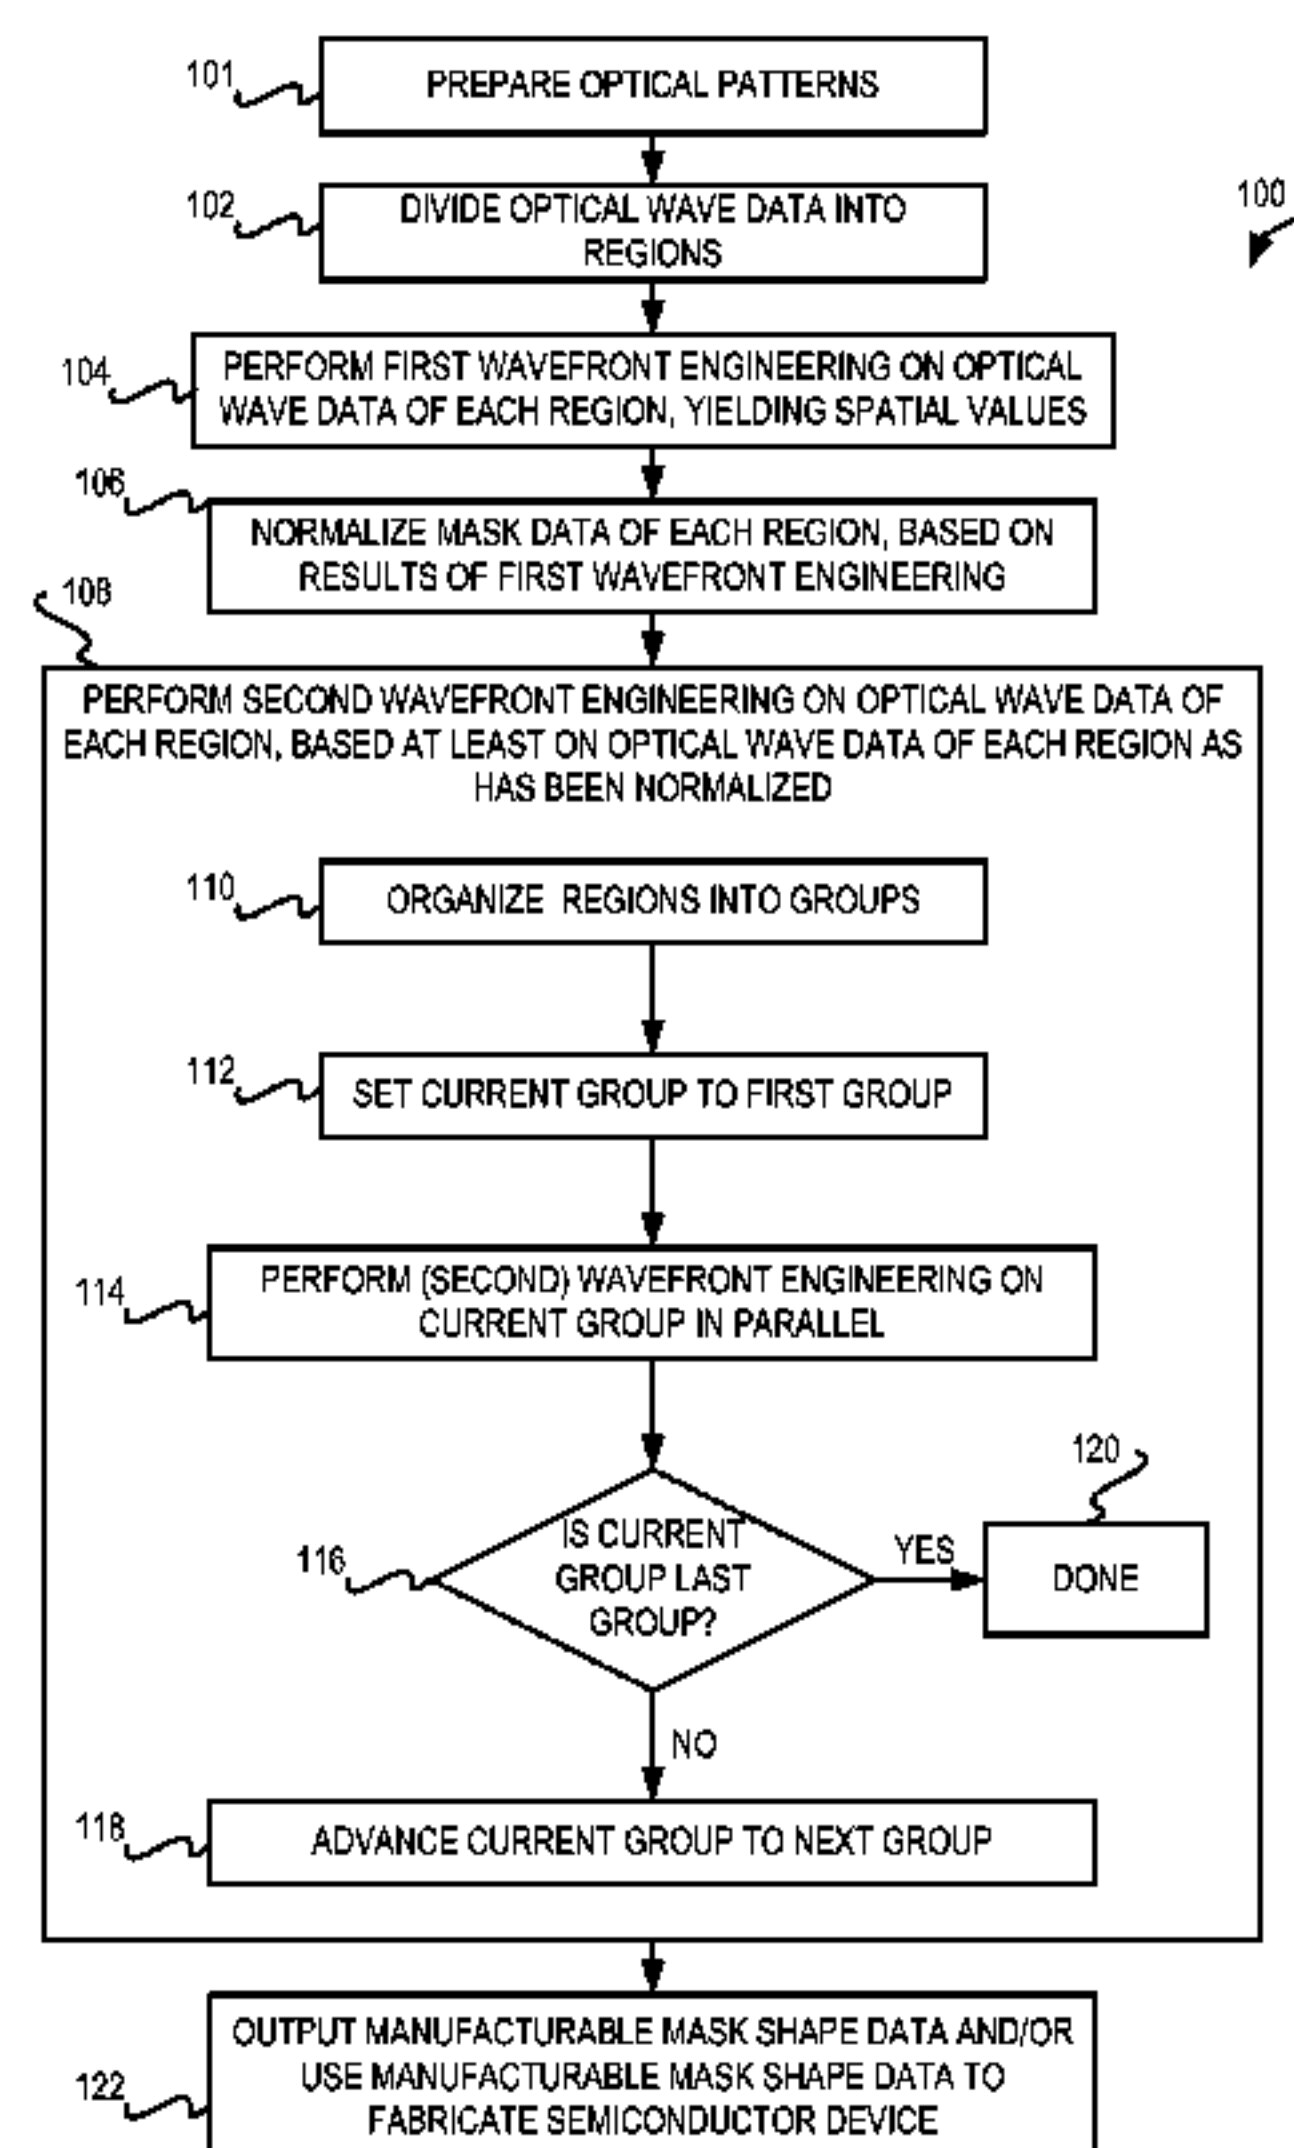 101
PREPARE OPTICAL PATTERNS
102
DIVIDE OPTICAL WAVE DATA INTO
REGIONS
100
104
PERFORM FIRST WAVEFRONT ENGINEERING ON OPTICAL
WAVE DATA OF EACH REGION, YIELDING SPATIAL VALUES
106
NORMALIZE MASK DATA OF EACH REGION, BASED ON
RESULTS OF FIRST WAVEFRONT ENGINEERING
108
PERFORM SECOND WAVEFRONT ENGINEERING ON OPTICAL WAVE DATA OF
EACH REGION, BASED AT LEAST ON OPTICAL WAVE DATA OF EACH REGION AS
HAS BEEN NORMALIZED
110
ORGANIZE REGIONS INTO GROUPS
112
SET CURRENT GROUP TO FIRST GROUP
114
PERFORM (SECOND) WAVEFRONT ENGINEERING ON
CURRENT GROUP IN PARALLEL
116
IS CURRENT
GROUP LAST
GROUP?
YES
120
DONE
NO
118
ADVANCE CURRENT GROUP TO NEXT GROUP
122
OUTPUT MANUFACTURABLE MASK SHAPE DATA AND/OR
USE MANUFACTURABLE MASK SHAPE DATA TO
FABRICATE SEMICONDUCTOR DEVICE